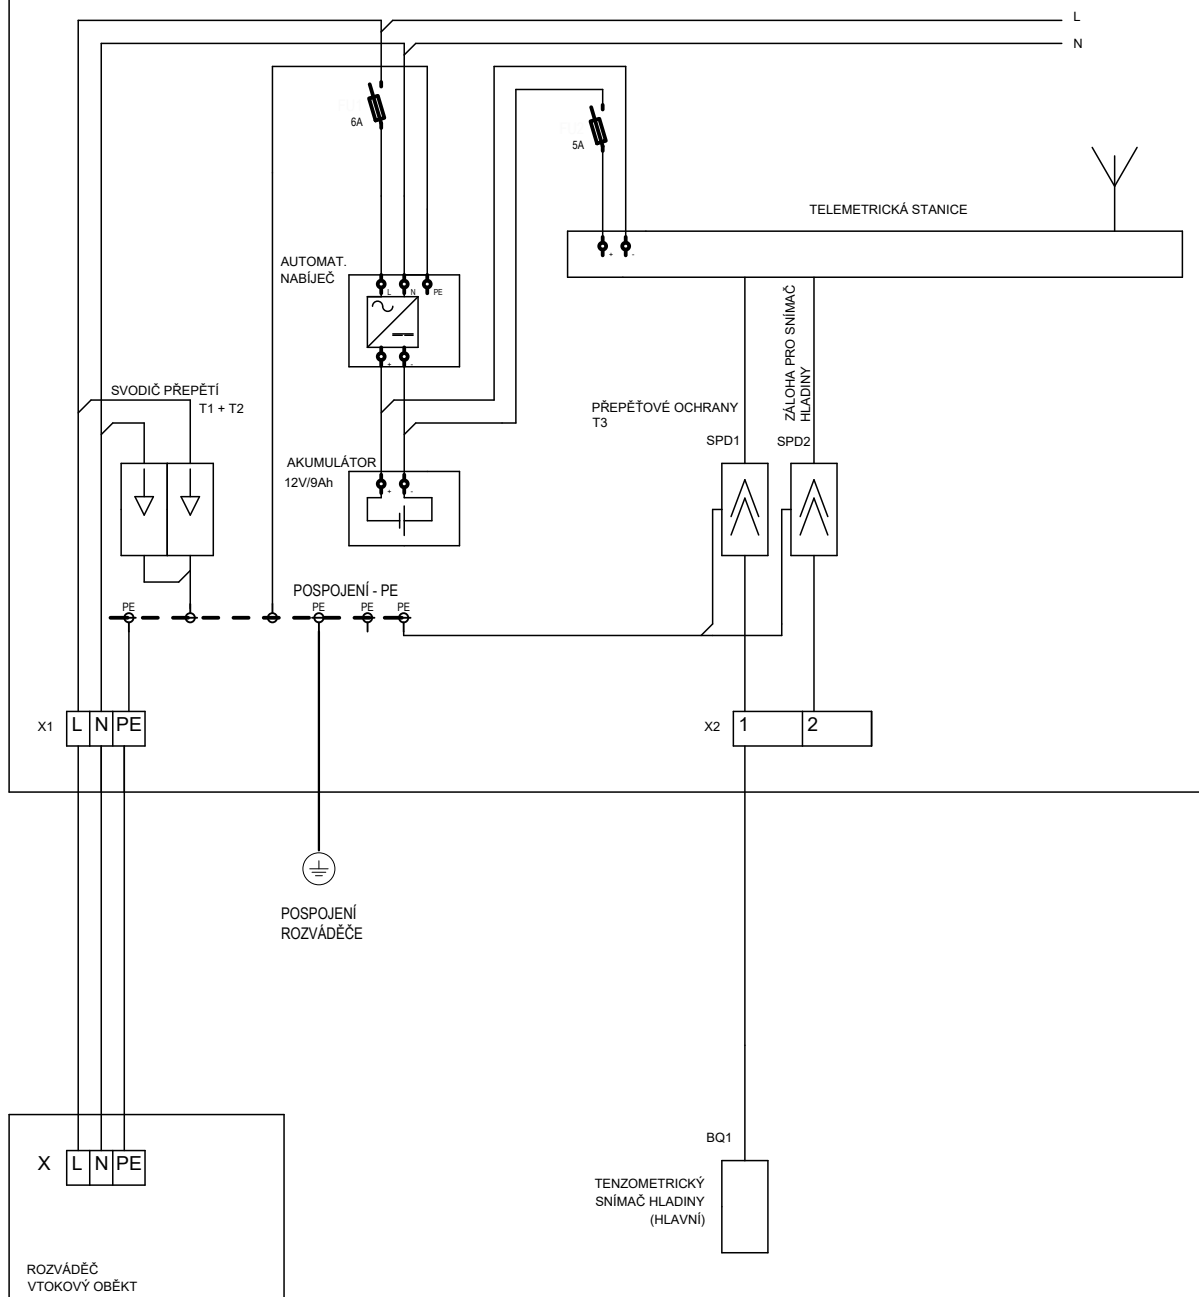 L
N
6A
5A
TELEMETRICKÁ STANICE
+ -
AUTOMAT.
NABÍJEČ
L N PE
+ -
ZÁLOHA PRO SNÍMAČ
HLADINY
SVODIČ PŘEPĚTÍ
T1 + T2
PŘEPĚŤOVÉ OCHRANY
T3
SPD1
SPD2
AKUMULÁTOR
12V/9Ah
+ -
POSPOJENÍ - PE
PE PE PE PE
X1 L N PE
X2 1 2
POSPOJENÍ
ROZVÁDĚČE
BQ1
X L N PE
TENZOMETRICKÝ
SNÍMAČ HLADINY
(HLAVNÍ)
ROZVÁDĚČ
VTOKOVÝ OBĚKT